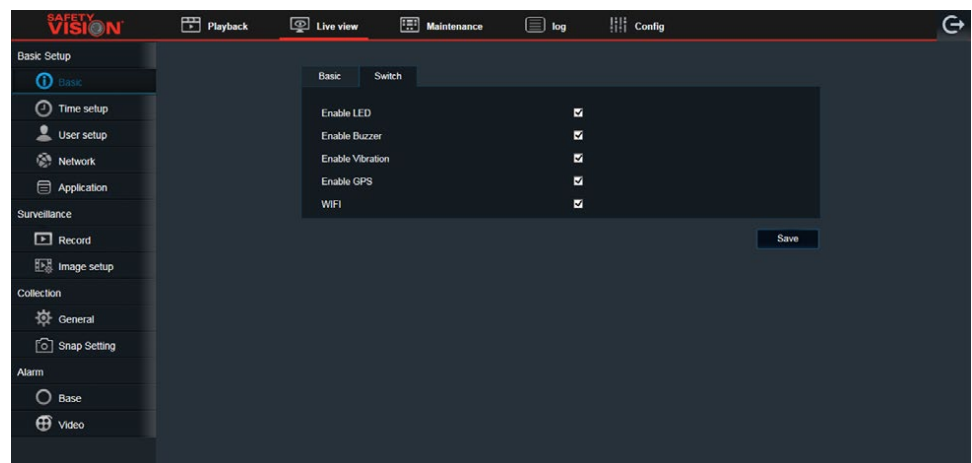 SAFETY VISION Playback Live view Maintenance log Config
Basic Setup
Basic
Time setup
User setup
Network
Application
Surveillance
Record
Image setup
Collection
General
Snap Setting
Alarm
Base
Video
Basic Switch
Enable LED
Enable Buzzer
Enable Vibration
Enable GPS
WIFI
Save